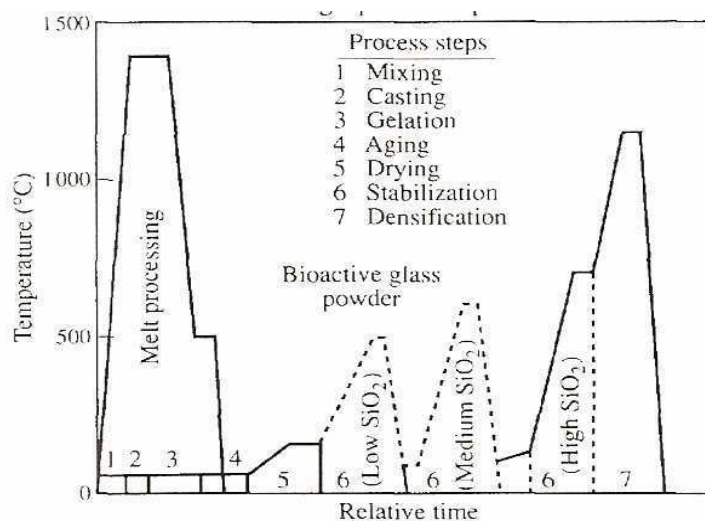 1500
Process steps
1 Mixing
2 Casting
3 Gelation
4 Aging
5 Drying
6 Stabilization
7 Densification
1000
Temperature (°C)
Melt processing
Bioactive glass
powder
500
(Low SiO₂)
(Medium SiO₂)
(High SiO₂)
1 2 3 4
5 6 6 6 7
0
Relative time